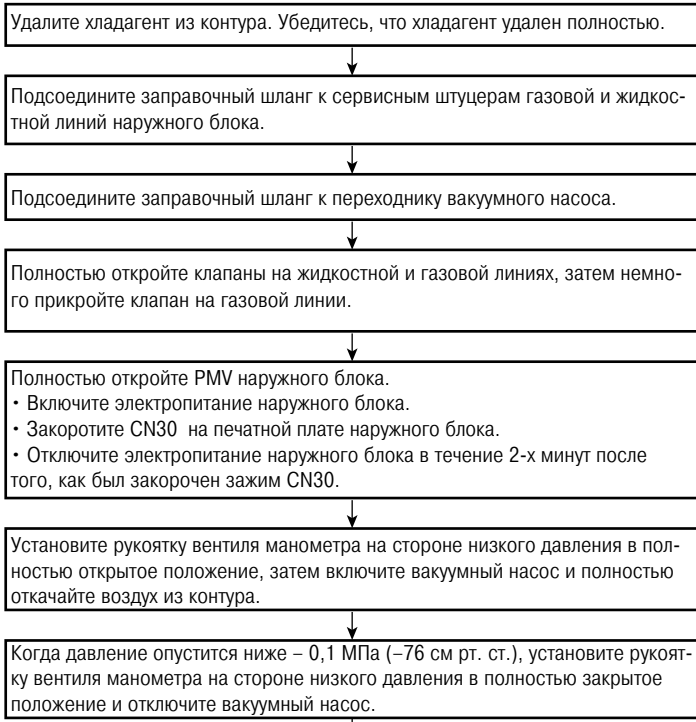 Удалите хладагент из контура. Убедитесь, что хладагент удален полностью.
Подсоедините заправочный шланг к сервисным штуцерам газовой и жидкос-
тной линий наружного блока.
Подсоедините заправочный шланг к переходнику вакуумного насоса.
Полностью откройте клапаны на жидкостной и газовой линиях, затем немно-
го прикройте клапан на газовой линии.
Полностью откройте PMV наружного блока.
• Включите электропитание наружного блока.
• Закоротите CN30 на печатной плате наружного блока.
• Отключите электропитание наружного блока в течение 2-х минут после
того, как был закорочен зажим CN30.
Установите рукоятку вентиля манометра на стороне низкого давления в пол-
ностью открытое положение, затем включите вакуумный насос и полностью
откачайте воздух из контура.
Когда давление опустится ниже – 0,1 МПа (–76 см рт. ст.), установите рукоят-
ку вентиля манометра на стороне низкого давления в полностью закрытое
положение и отключите вакуумный насос.